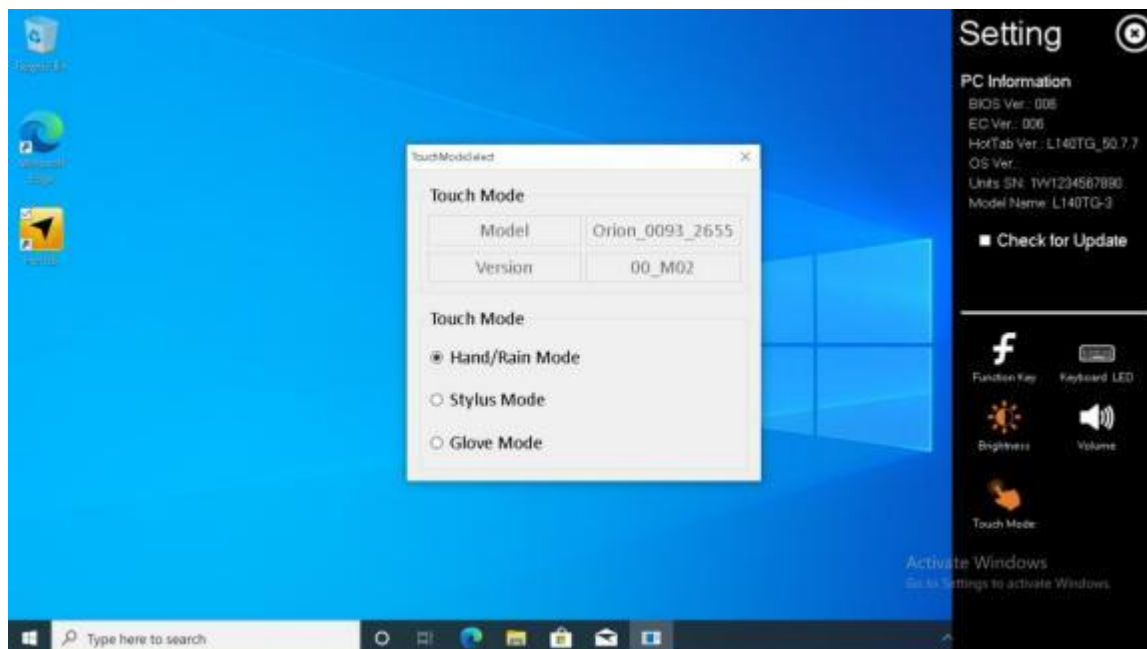 Setting
PC Information
BIOS Ver.: 006
EC Ver.: 006
HotTab Ver.: L140TG_50.7.7
OS Ver.:
Units SN: 1W1234567890
Model Name: L140TG-3
Check for Update
Function Key
Keyboard LED
Brightness
Volume
Touch Mode
Activate Windows
Go to Settings to activate Windows.
Microsoft
Edge
TouchModeSelect
Touch Mode
Model
Orion_0093_2655
Version
00_M02
Touch Mode
Hand/Rain Mode
Stylus Mode
Glove Mode
Type here to search